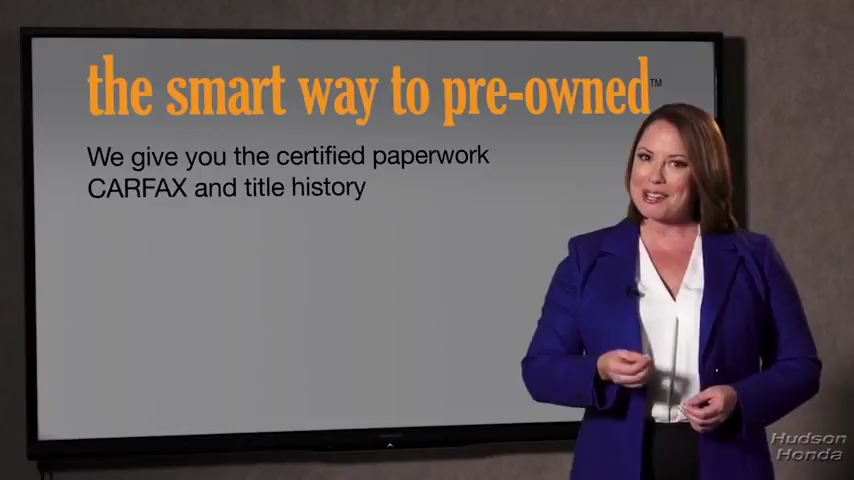 the smart way to pre-owned™
We give you the certified paperwork
CARFAX and title history
Hudson
Honda